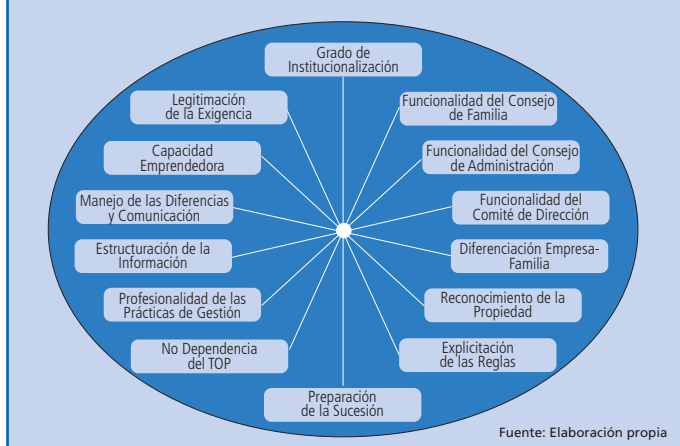 Grado de
Institucionalización
Legitimación
de la Exigencia
Funcionalidad del Consejo
de Familia
Capacidad
Emprendedora
Funcionalidad del Consejo
de Administración
Manejo de las Diferencias
y Comunicación
Funcionalidad del
Comité de Dirección
Estructuración de la
Información
Diferenciación Empresa-
Familia
Profesionalidad de las
Prácticas de Gestión
Reconocimiento de la
Propiedad
No Dependencia
del TOP
Explicitación
de las Reglas
Preparación
de la Sucesión
Fuente: Elaboración propia